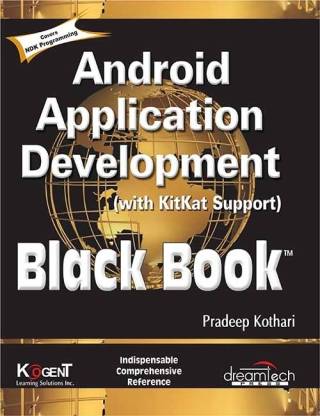 Covers
NDK Programming
Android
Application
Development
(with KitKat Support)
Black Book™
Pradeep Kothari
KOGENT
Learning Solutions Inc.
Indispensable
Comprehensive
Reference
dreamtech
PRESS